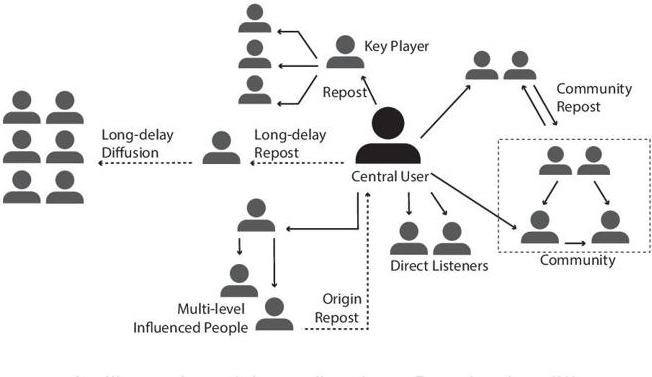 Key Player
Repost
Community
Repost
Long-delay
Diffusion
Long-delay
Repost
Central User
Direct Listeners
Community
Multi-level
Influenced People
Origin
Repost